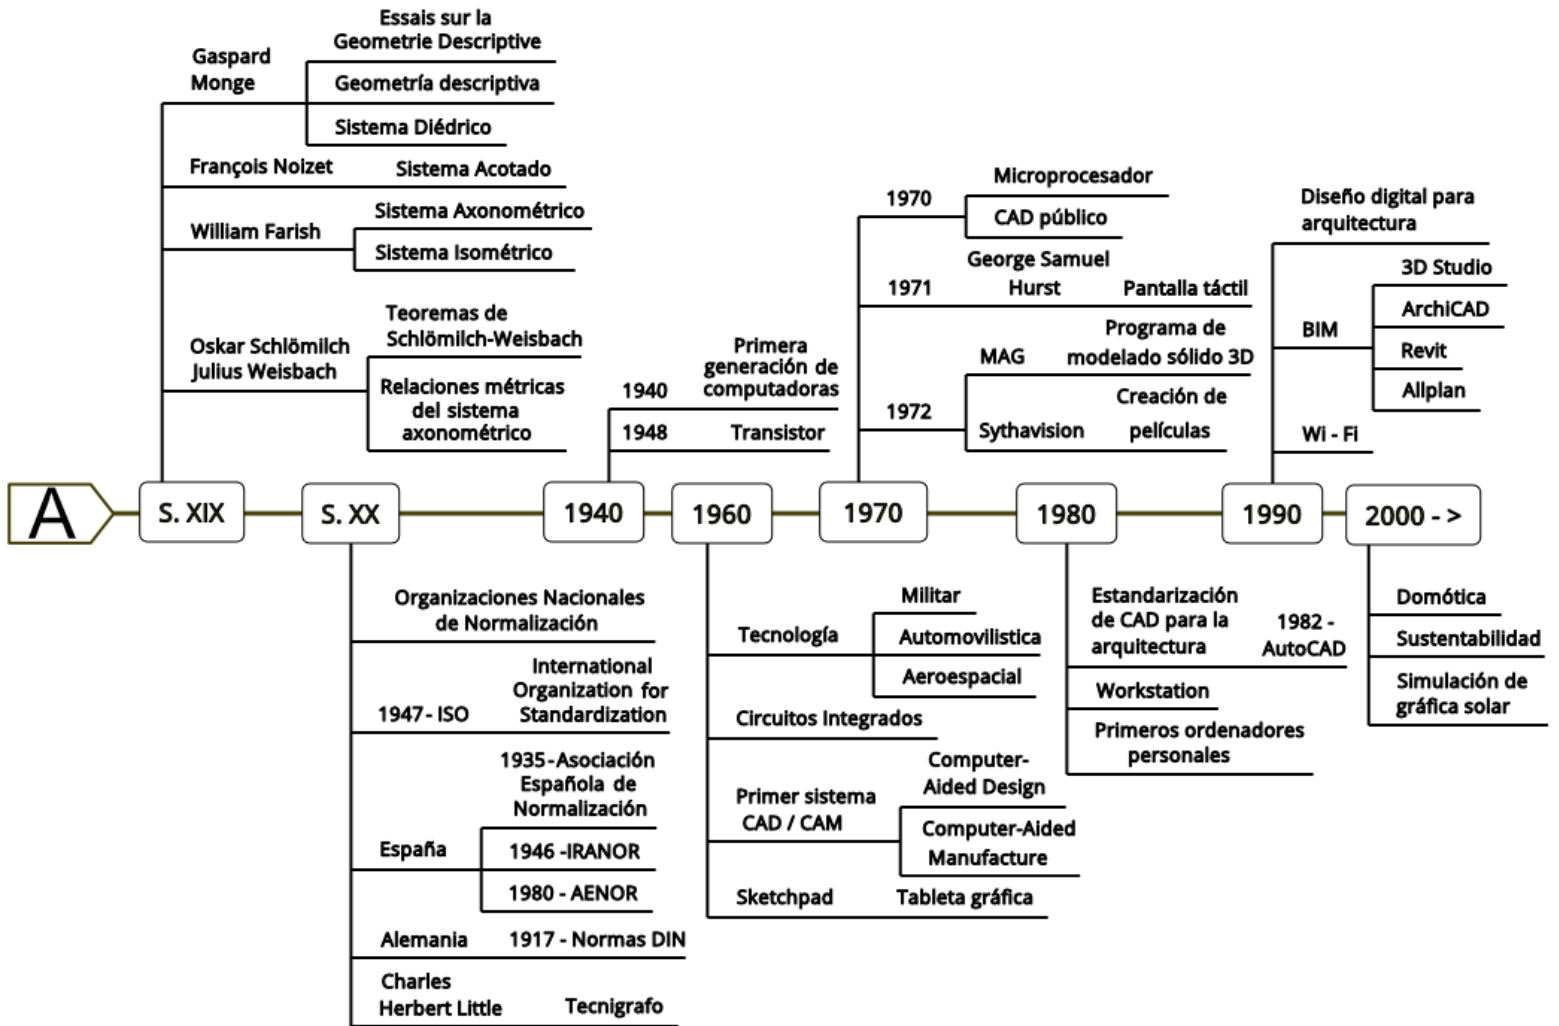 Essais sur la
Geometrie Descriptive
Gaspard
Monge
Geometría descriptiva
Sistema Diédrico
François Noizet
Sistema Acotado
William Farish
Sistema Axonométrico
Sistema Isométrico
Oskar Schlömilch
Julius Weisbach
Teoremas de
Schlömilch-Weisbach
Relaciones métricas
del sistema
axonométrico
1940
Primera
generación de
computadoras
1948
Transistor
1970
Microprocesador
CAD público
1971
George Samuel
Hurst
Pantalla táctil
1972
MAG
Programa de
modelado sólido 3D
Sythavision
Creación de
películas
Diseño digital para
arquitectura
BIM
3D Studio
ArchiCAD
Revit
Allplan
Wi - Fi
A
S. XIX
S. XX
1940
1960
1970
1980
1990
2000 - >
Organizaciones Nacionales
de Normalización
1947- ISO
International
Organization for
Standardization
España
1935-Asociación
Española de
Normalización
1946 -IRANOR
1980 - AENOR
Alemania
1917 - Normas DIN
Charles
Herbert Little
Tecnigrafo
Tecnología
Militar
Automovilistica
Aeroespacial
Circuitos Integrados
Primer sistema
CAD / CAM
Computer-
Aided Design
Computer-Aided
Manufacture
Sketchpad
Tableta gráfica
Estandarización
de CAD para la
arquitectura
1982 -
AutoCAD
Workstation
Primeros ordenadores
personales
Domótica
Sustentabilidad
Simulación de
gráfica solar